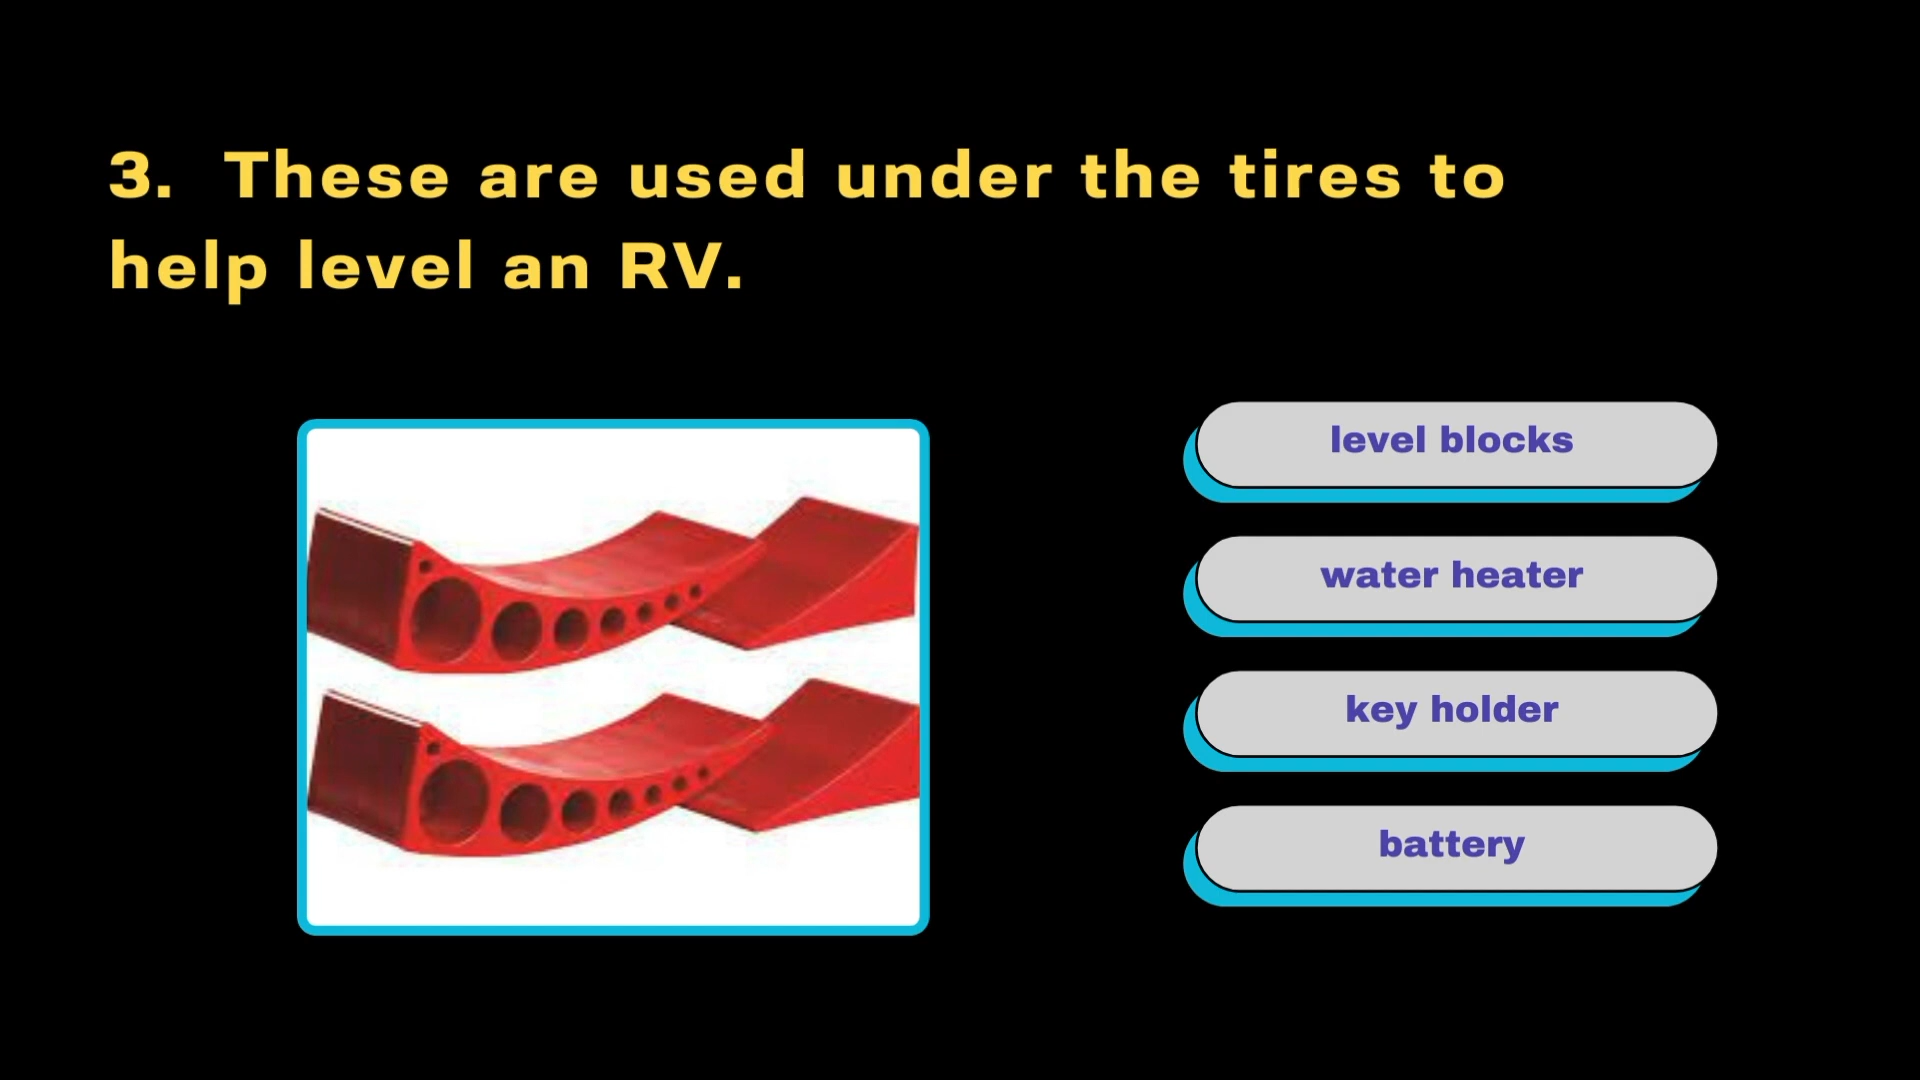 3. These are used under the tires to
help level an RV.
level blocks
water heater
key holder
battery